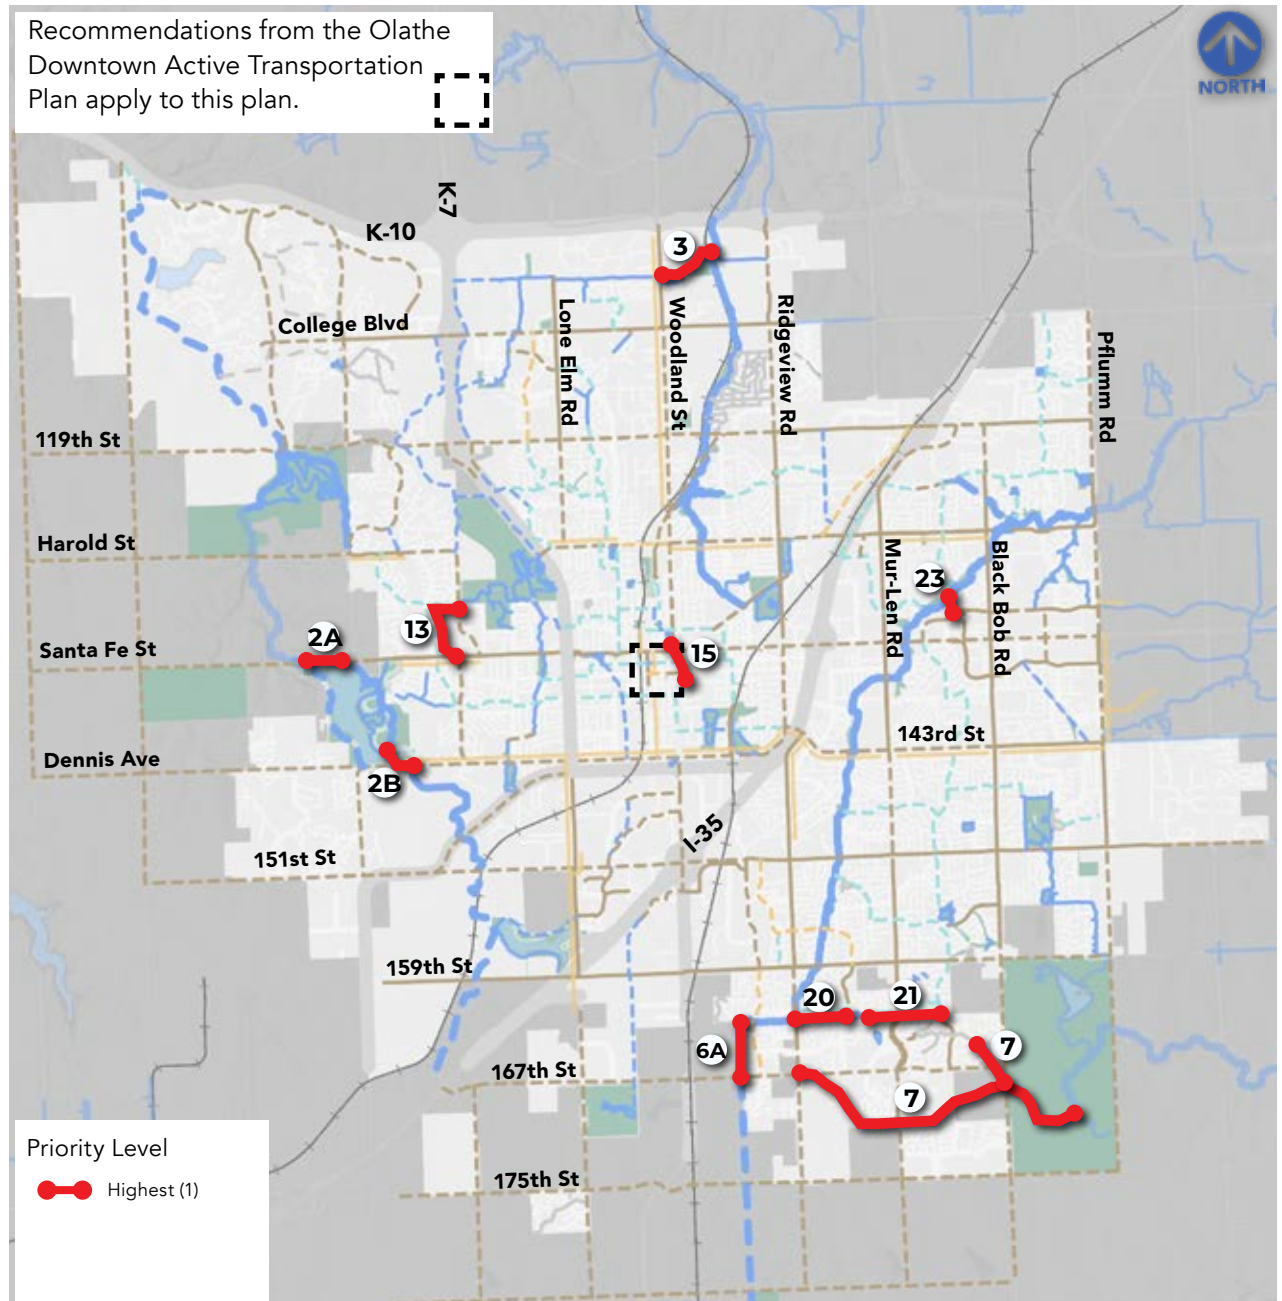 Recommendations from the Olathe
Downtown Active Transportation
Plan apply to this plan.
NORTH
K-7
K-10
3
College Blvd
Lone Elm Rd
Woodland St
Ridgeview Rd
Pflumm Rd
119th St
Harold St
Mur-Len Rd
Black Bob Rd
23
13
2A
15
Santa Fe St
143rd St
Dennis Ave
2B
I-35
151st St
159th St
20
21
6A
7
167th St
7
175th St
Priority Level
Highest (1)